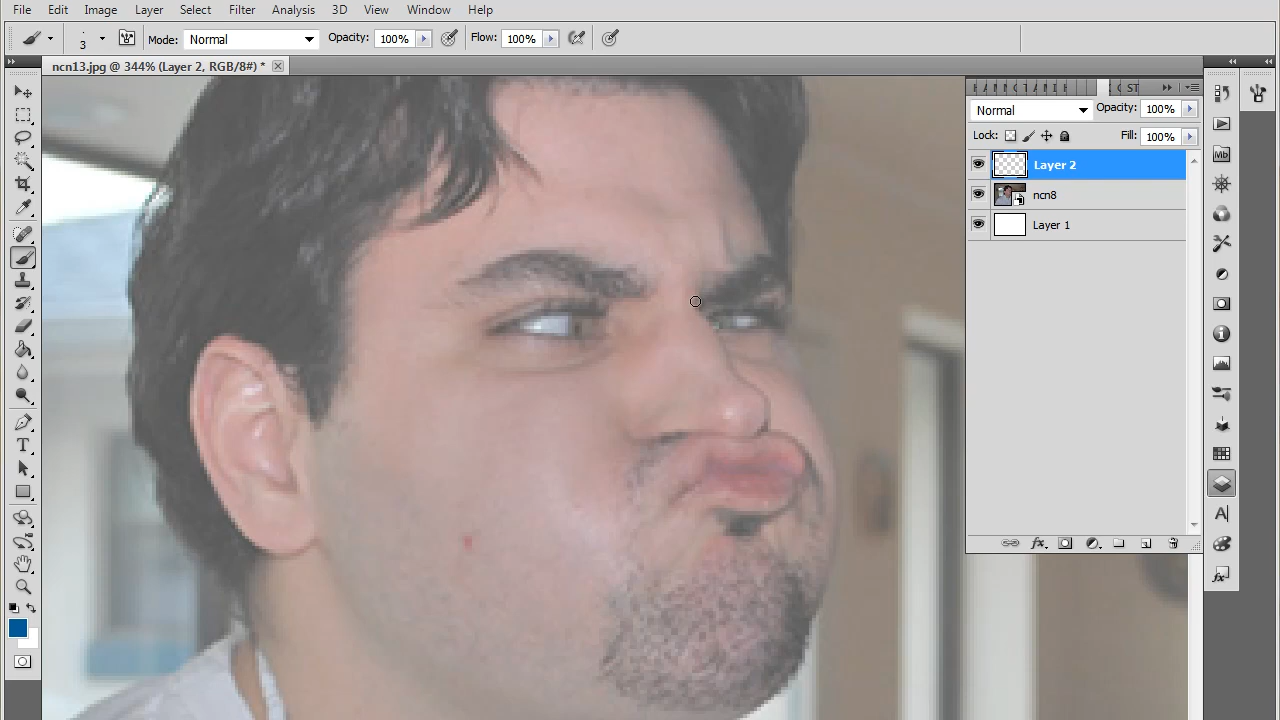 File Edit Image Layer Select Filter Analysis 3D View Window Help
3 Mode: Normal Opacity: 100% Flow: 100%
ncn13.jpg @ 344% (Layer 2, RGB/8#) *
ST
Normal Opacity: 100%
Lock: Fill: 100%
Layer 2
ncn8
Layer 1